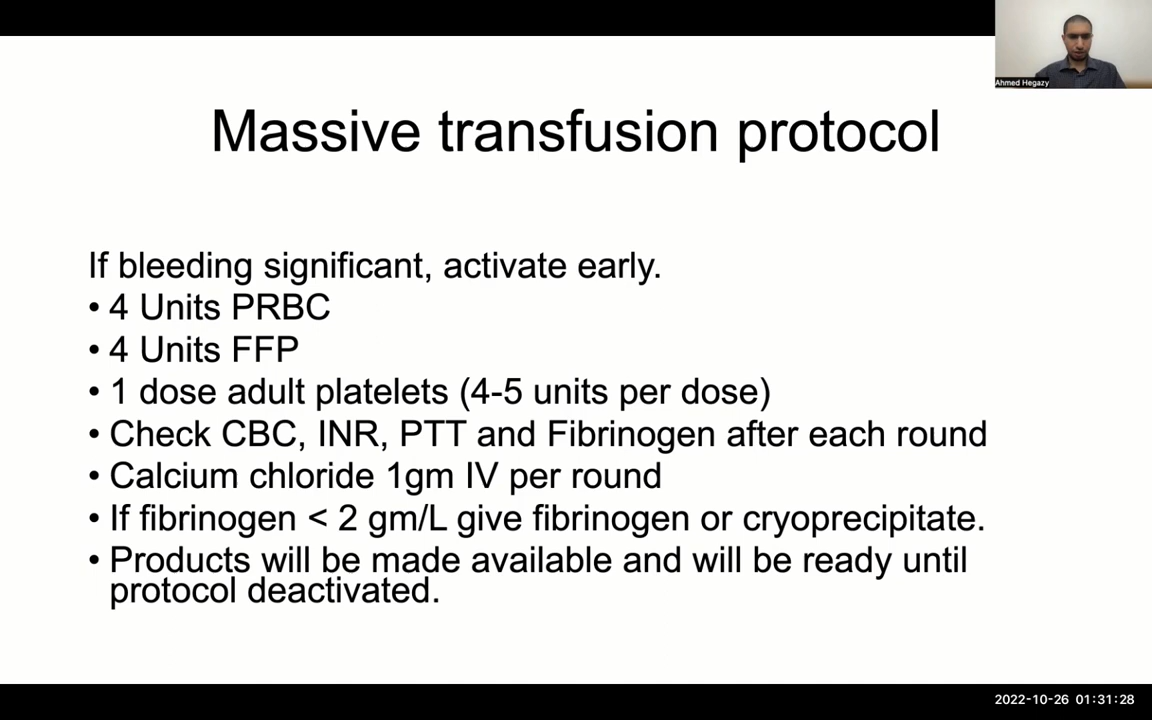 Ahmed Hegazy
Massive transfusion protocol
If bleeding significant, activate early.
• 4 Units PRBC
• 4 Units FFP
• 1 dose adult platelets (4-5 units per dose)
• Check CBC, INR, PTT and Fibrinogen after each round
• Calcium chloride 1gm IV per round
• If fibrinogen < 2 gm/L give fibrinogen or cryoprecipitate.
• Products will be made available and will be ready until
protocol deactivated.
2022-10-26 01:31:28